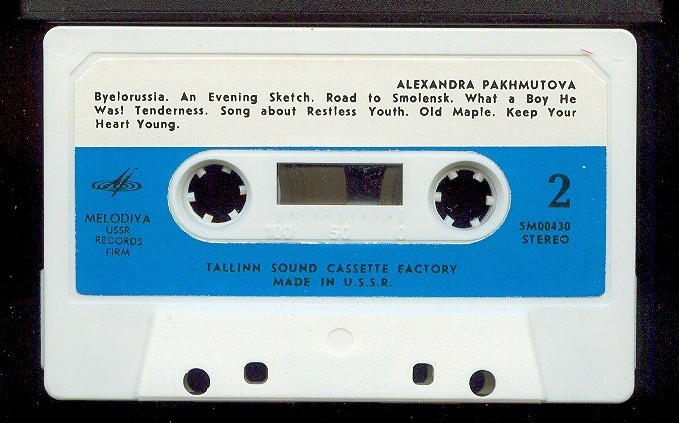 ALEXANDRA PAKHMUTOVA
Byelorussia. An Evening Sketch. Road to Smolensk. What a Boy He
Was! Tenderness. Song about Restless Youth. Old Maple. Keep Your
Heart Young.
2
MELODIYA
USSR
RECORDS
FIRM
SM00430
STEREO
100 50 0
TALLINN SOUND CASSETTE FACTORY
MADE IN U.S.S.R.